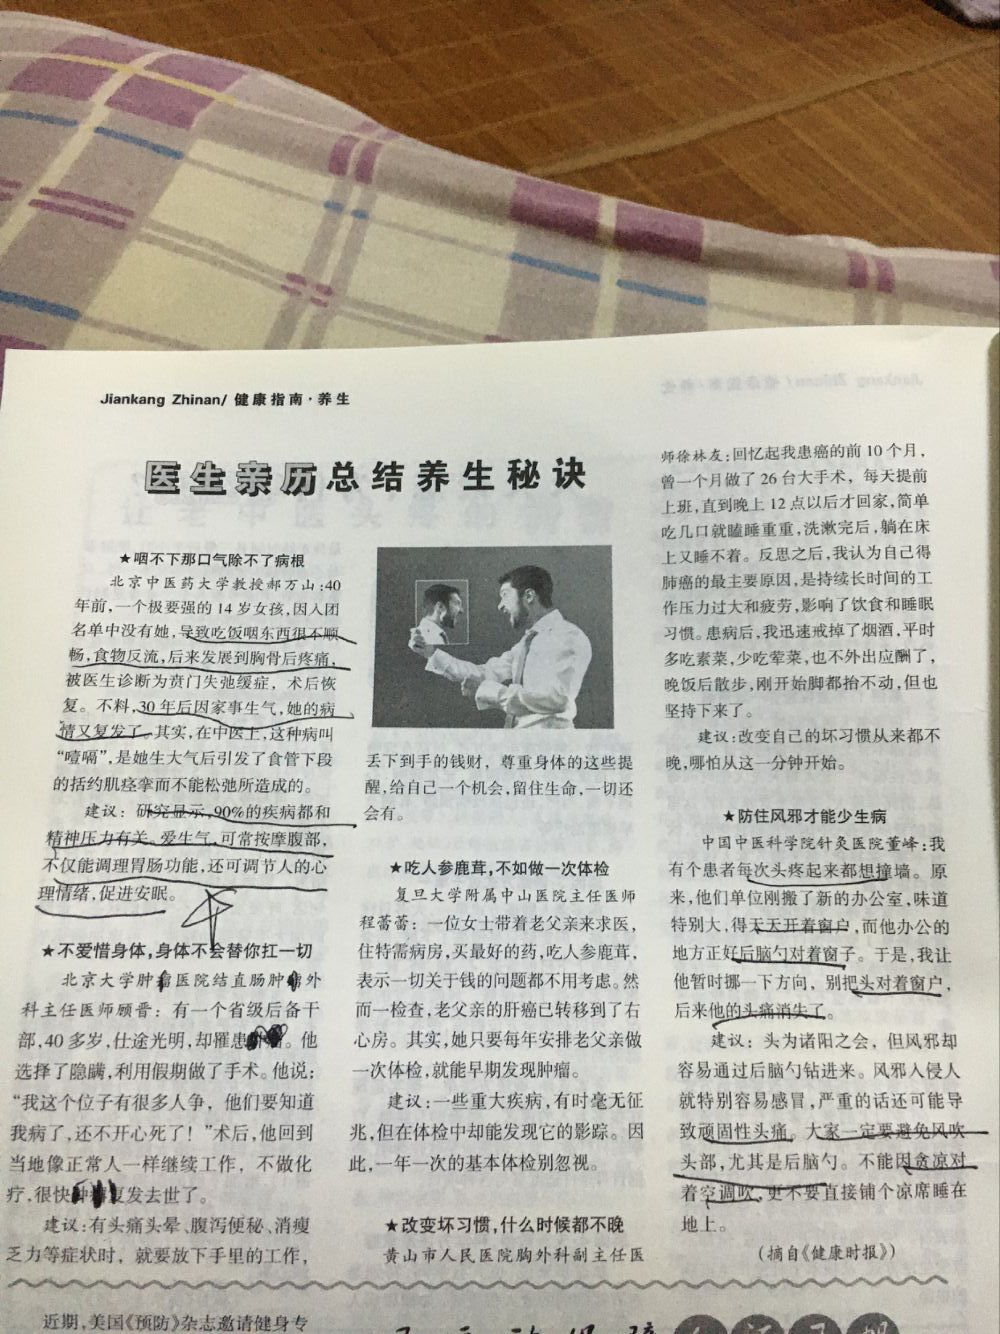 Jiankang Zhinan/ 健康指南·养生
医生亲历总结养生秘诀
★咽不下那口气除不了病根
北京中医药大学教授郝万山:40
年前,一个极要强的14岁女孩,因入团
名单中没有她,导致吃饭咽东西很不顺
畅,食物反流,后来发展到胸骨后疼痛,
被医生诊断为贲门失弛缓症，术后恢
复。不料,30年后因家事生气,她的病
情又复发了。其实,在中医上,这种病叫
“噎嗝”,是她生大气后引发了食管下段
的括约肌痉挛而不能松弛所造成的。
建议：研究显示,90%的疾病都和
精神压力有关。爱生气,可常按摩腹部,
不仅能调理胃肠功能,还可调节人的心
理情绪,促进安眠。
★不爱惜身体,身体不会替你扛一切
北京大学肿瘤医院结直肠肿瘤外
科主任医师顾晋：有一个省级后备干
部,40多岁,仕途光明,却罹患。他
选择了隐瞒,利用假期做了手术。他说:
“我这个位子有很多人争，他们要知道
我病了,还不开心死了！”术后,他回到
当地像正常人一样继续工作，不做化
疗,很快复发去世了。
建议:有头痛头晕、腹泻便秘、消瘦
乏力等症状时，就要放下手里的工作,
丢下到手的钱财，尊重身体的这些提
醒,给自己一个机会,留住生命,一切还
会有。
★吃人参鹿茸,不如做一次体检
复旦大学附属中山医院主任医师
程蕾蕾：一位女士带着老父亲来求医,
住特需病房,买最好的药,吃人参鹿茸,
表示一切关于钱的问题都不用考虑。然
而一检查,老父亲的肝癌已转移到了右
心房。其实,她只要每年安排老父亲做
一次体检,就能早期发现肿瘤。
建议:一些重大疾病,有时毫无征
兆,但在体检中却能发现它的影踪。因
此,一年一次的基本体检别忽视。
★改变坏习惯,什么时候都不晚
黄山市人民医院胸外科副主任医
师徐林友:回忆起我患癌的前10个月,
曾一个月做了26台大手术，每天提前
上班,直到晚上12点以后才回家,简单
吃几口就瞌睡重重,洗漱完后,躺在床
上又睡不着。反思之后,我认为自己得
肺癌的最主要原因,是持续长时间的工
作压力过大和疲劳,影响了饮食和睡眠
习惯。患病后,我迅速戒掉了烟酒,平时
多吃素菜,少吃荤菜,也不外出应酬了,
晚饭后散步,刚开始脚都抬不动,但也
坚持下来了。
建议:改变自己的坏习惯从来都不
晚,哪怕从这一分钟开始。
★防住风邪才能少生病
中国中医科学院针灸医院董峰:我
有个患者每次头疼起来都想撞墙。原
来,他们单位刚搬了新的办公室,味道
特别大,得天天开着窗户,而他办公的
地方正好后脑勺对着窗子。于是,我让
他暂时挪一下方向，别把头对着窗户,
后来他的头痛消失了。
建议：头为诸阳之会，但风邪却
容易通过后脑勺钻进来。风邪入侵人
就特别容易感冒,严重的话还可能导
致顽固性头痛。大家一定要避免风吹
头部,尤其是后脑勺。不能因贪凉对
着空调吹,更不要直接铺个凉席睡在
地上。
（摘自《健康时报》）
近期,美国《预防》杂志邀请健身专